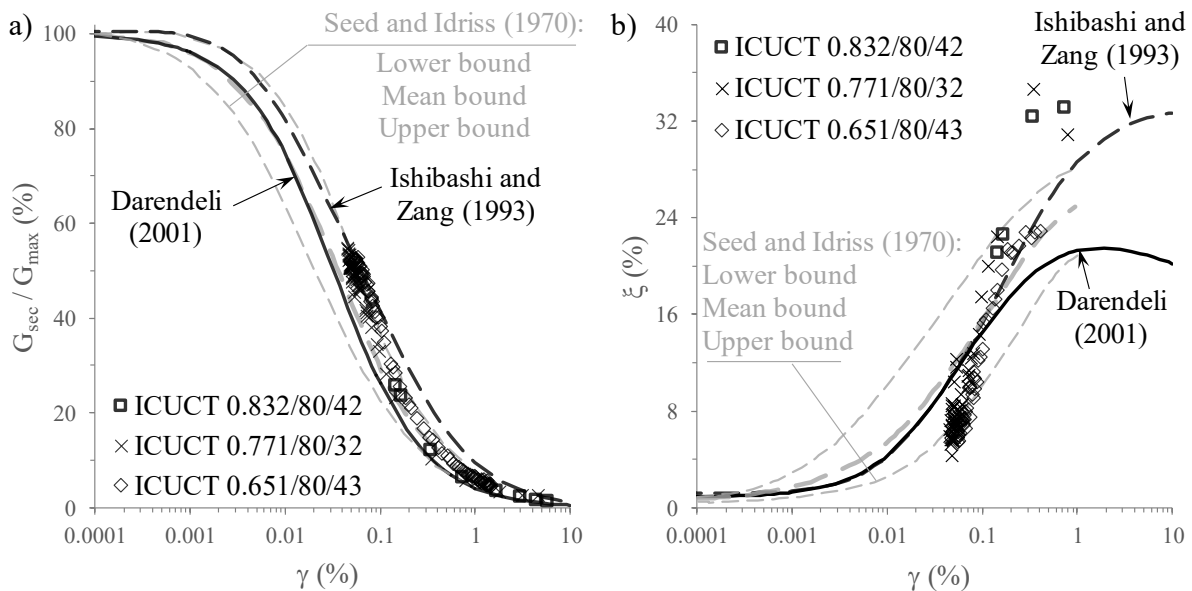 a)
Seed and Idriss (1970):
Lower bound
Mean bound
Upper bound
Darendeli
(2001)
Ishibashi and
Zang (1993)
ICUCT 0.832/80/42
ICUCT 0.771/80/32
ICUCT 0.651/80/43
G_sec / G_max (%)
100
80
60
40
20
0
0.0001
0.001
0.01
0.1
1
10
γ (%)
b)
ICUCT 0.832/80/42
ICUCT 0.771/80/32
ICUCT 0.651/80/43
Ishibashi and
Zang (1993)
Seed and Idriss (1970):
Lower bound
Mean bound
Upper bound
Darendeli
(2001)
ξ (%)
40
32
24
16
8
0
0.0001
0.001
0.01
0.1
1
10
γ (%)